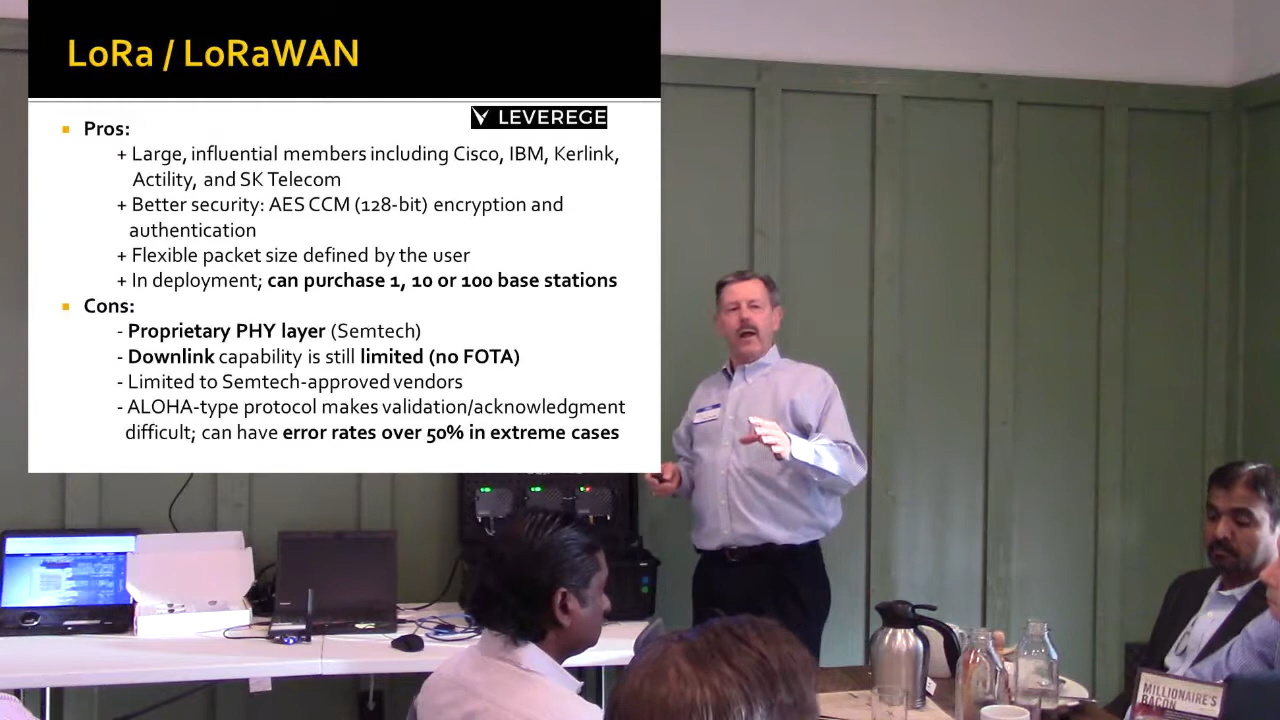 LoRa / LoRaWAN
LEVEREGE
Pros:
+ Large, influential members including Cisco, IBM, Kerlink,
Actility, and SK Telecom
+ Better security: AES CCM (128-bit) encryption and
authentication
+ Flexible packet size defined by the user
+ In deployment; can purchase 1, 10 or 100 base stations
Cons:
- Proprietary PHY layer (Semtech)
- Downlink capability is still limited (no FOTA)
- Limited to Semtech-approved vendors
- ALOHA-type protocol makes validation/acknowledgment
difficult; can have error rates over 50% in extreme cases
MILLIONAIRE'S
BACON